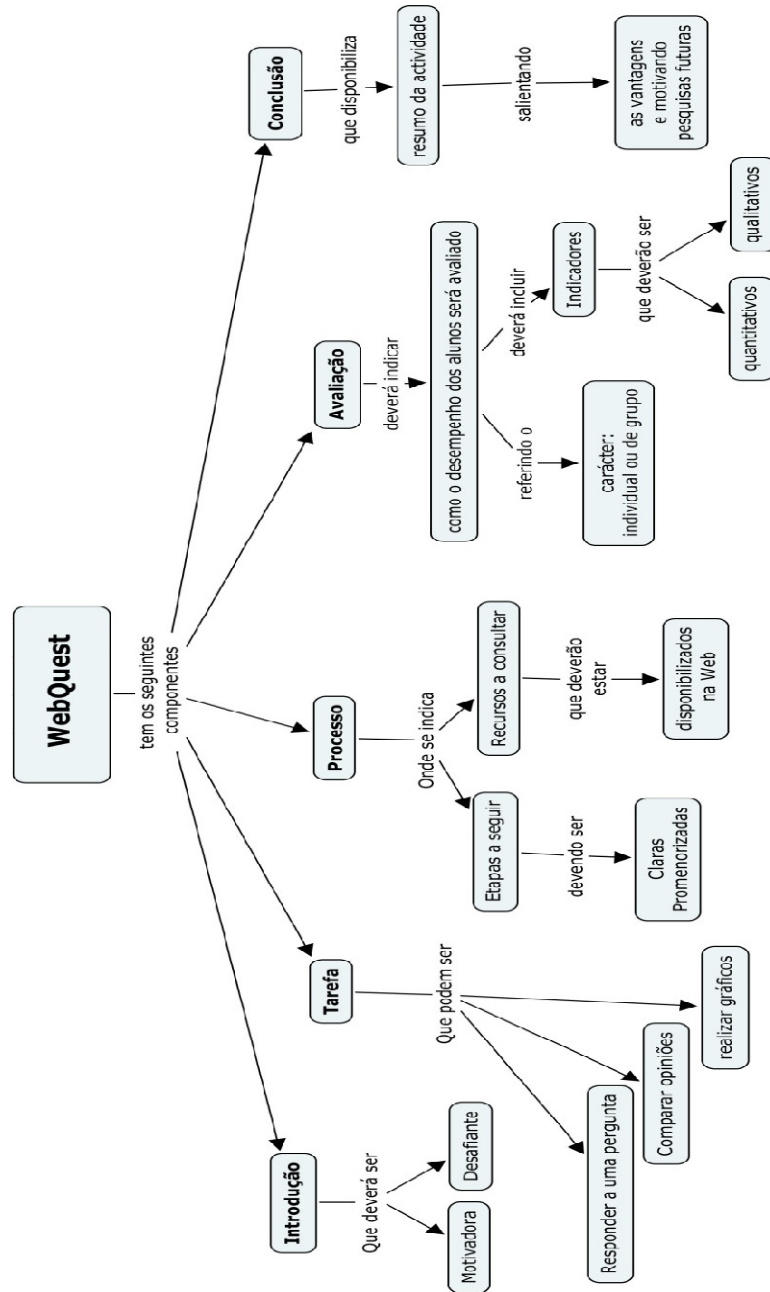 WebQuest
tem os seguintes
componentes
Introdução
Que deverá ser
Motivadora
Desafiante
Tarefa
Que podem ser
Responder a uma pergunta
Comparar opiniões
realizar gráficos
Processo
Onde se indica
Etapas a seguir
devendo ser
Claras
Promenorizadas
Recursos a consultar
que deverão
estar
disponibilizados
na Web
Avaliação
deverá indicar
como o desempenho dos alunos será avaliado
referindo o
carácter:
individual ou de grupo
deverá incluir
Indicadores
que deverão ser
quantitativos
qualitativos
Conclusão
que disponibiliza
resumo da actividade
salientando
as vantagens
e motivando
pesquisas futuras